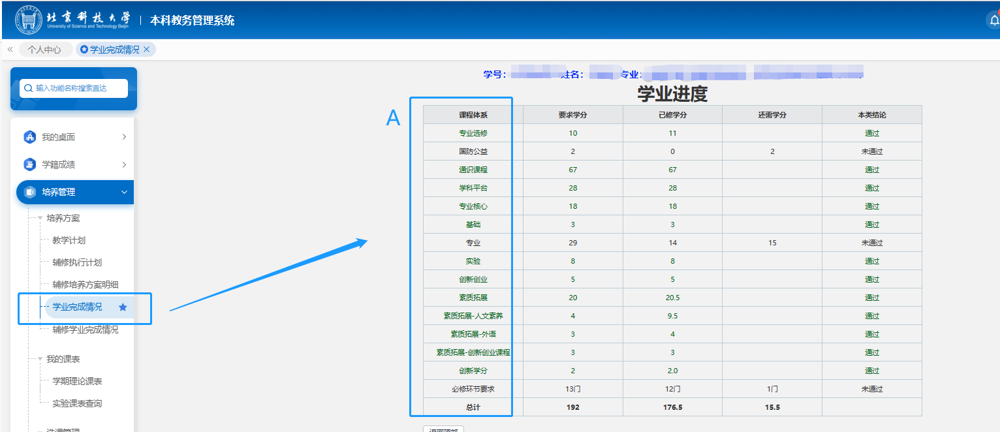 北京科技大学
University of Science and Technology Beijin
本科教务管理系统
个人中心
学业完成情况
输入功能名称搜索直达
我的桌面
学籍成绩
培养管理
培养方案
教学计划
辅修执行计划
辅修培养方案明细
学业完成情况
辅修学业完成情况
我的课表
学期理论课表
实验课表查询
选课管理
学号: 姓名: 专业:
学业进度
A
课程体系 要求学分 已修学分 还需学分 本类结论
专业选修 10 11 通过
国防公益 2 0 2 未通过
通识课程 67 67 通过
学科平台 28 28 通过
专业核心 18 18 通过
基础 3 3 通过
专业 29 14 15 未通过
实验 8 8 通过
创新创业 5 5 通过
素质拓展 20 20.5 通过
素质拓展-人文素养 4 9.5 通过
素质拓展-外语 3 4 通过
素质拓展-创新创业课程 3 3 通过
创新学分 2 2.0 通过
必修环节要求 13门 12门 1门 未通过
总计 192 176.5 15.5
返回顶部